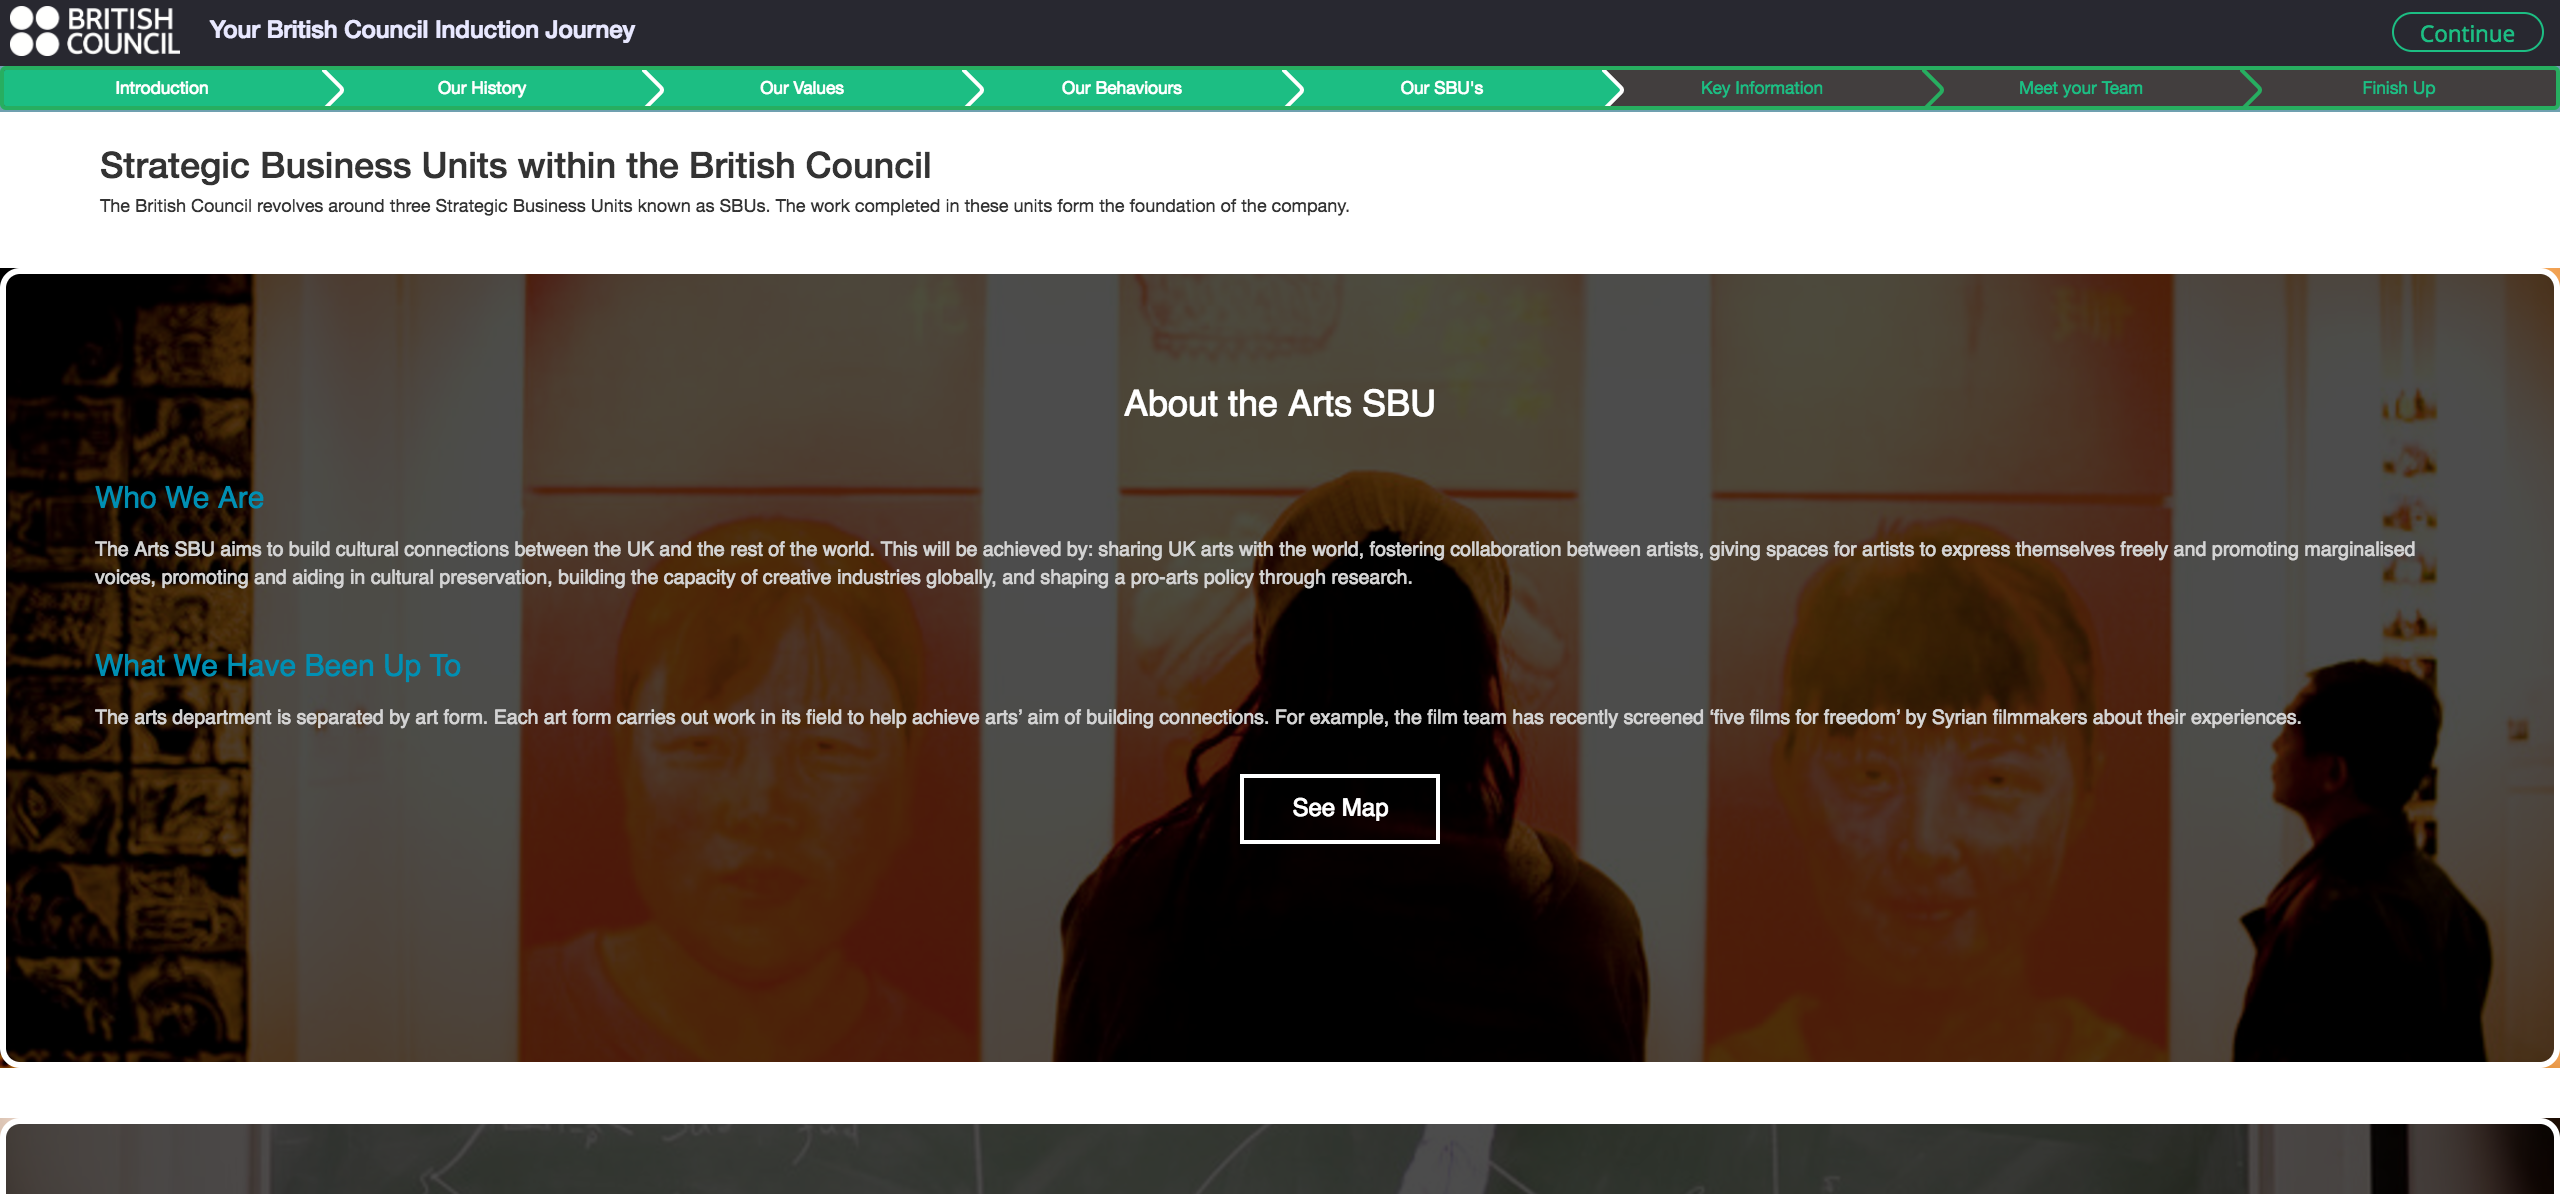 BRITISH
COUNCIL
Your British Council Induction Journey
Continue
Introduction
Our History
Our Values
Our Behaviours
Our SBU's
Key Information
Meet your Team
Finish Up
Strategic Business Units within the British Council
The British Council revolves around three Strategic Business Units known as SBUs. The work completed in these units form the foundation of the company.
About the Arts SBU
Who We Are
The Arts SBU aims to build cultural connections between the UK and the rest of the world. This will be achieved by: sharing UK arts with the world, fostering collaboration between artists, giving spaces for artists to express themselves freely and promoting marginalised
voices, promoting and aiding in cultural preservation, building the capacity of creative industries globally, and shaping a pro-arts policy through research.
What We Have Been Up To
The arts department is separated by art form. Each art form carries out work in its field to help achieve arts’ aim of building connections. For example, the film team has recently screened ‘five films for freedom’ by Syrian filmmakers about their experiences.
See Map